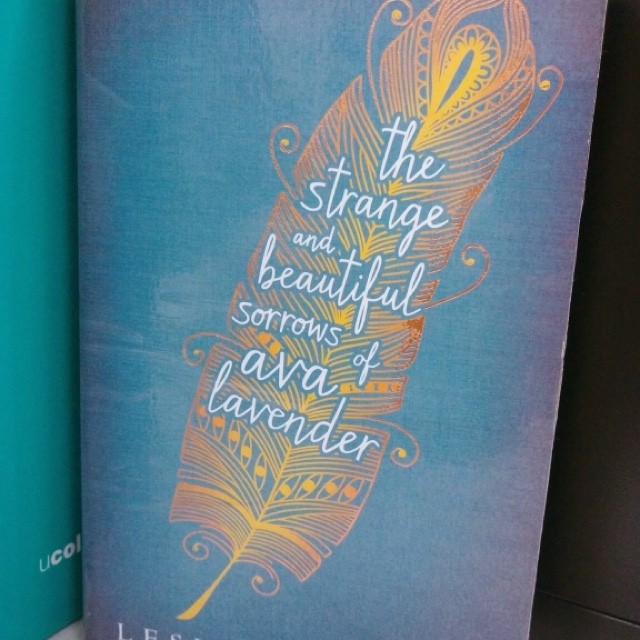 the
strange
and
beautiful
sorrows of
ava
lavender